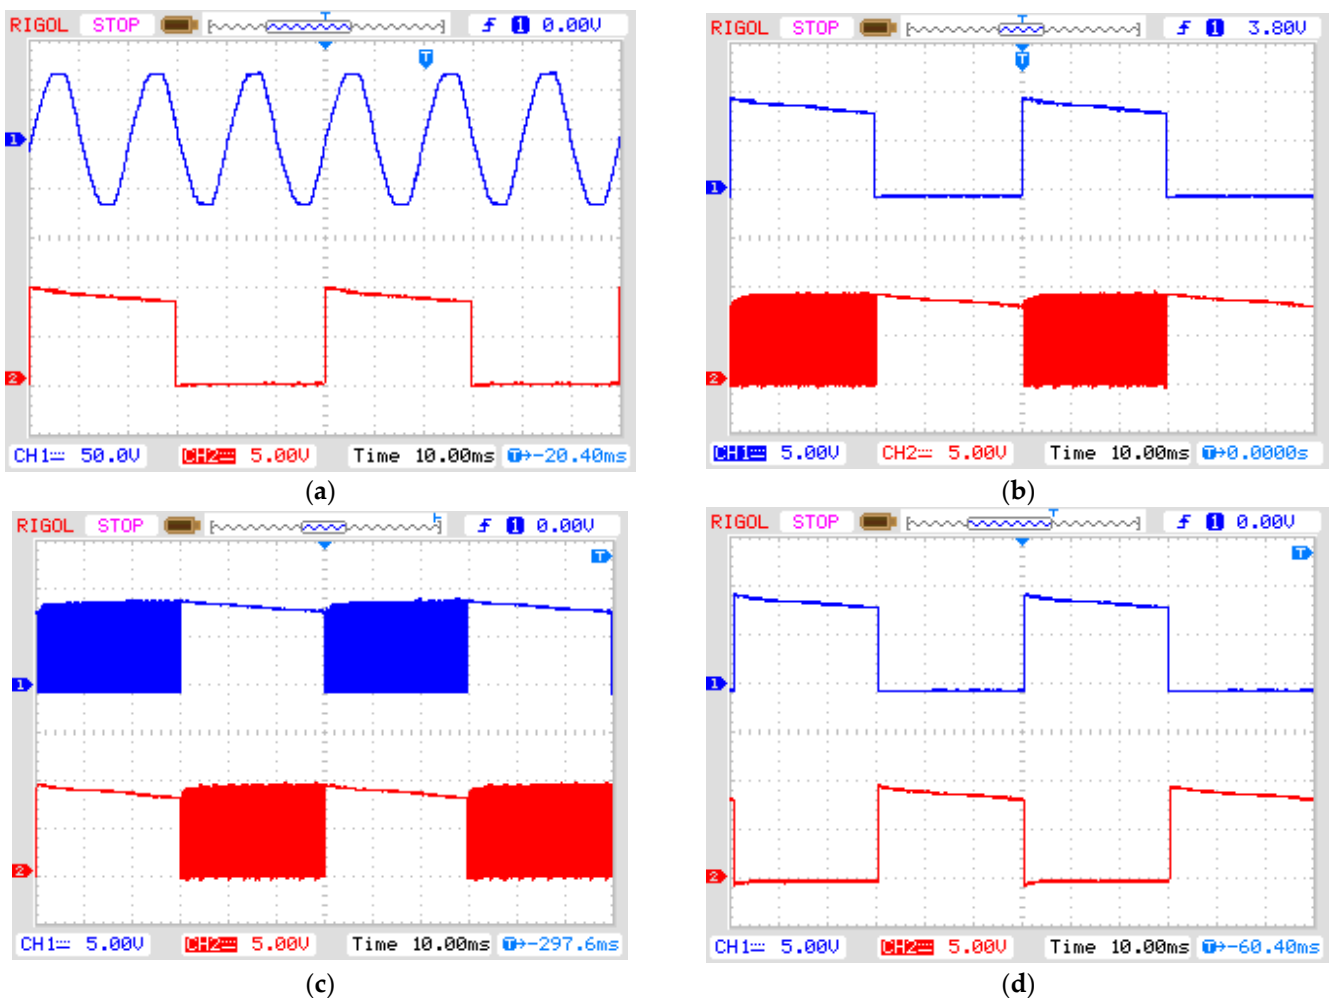 RIGOL STOP T 1 0.00V
T
1
2
CH1 50.0V CH2 5.00V Time 10.00ms T→-20.40ms
(a)
RIGOL STOP T 1 3.80V
T
1
2
CH1 5.00V CH2 5.00V Time 10.00ms T→0.0000s
(b)
RIGOL STOP T 1 0.00V
T
1
2
CH1 5.00V CH2 5.00V Time 10.00ms T→-297.6ms
(c)
RIGOL STOP T 1 0.00V
T
1
2
CH1 5.00V CH2 5.00V Time 10.00ms T→-60.40ms
(d)